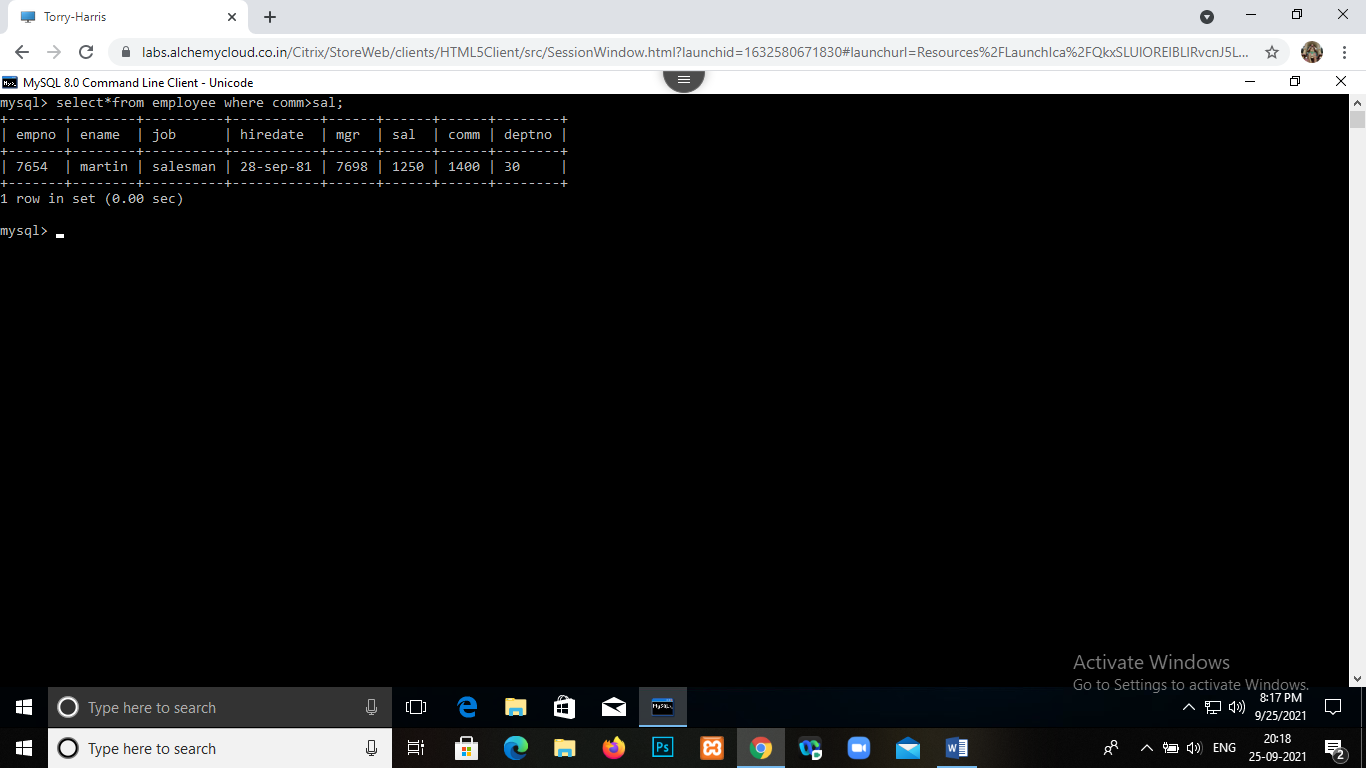 Torry-Harris
labs.alchemycloud.co.in/Citrix/StoreWeb/clients/HTML5Client/src/SessionWindow.html?launchid=1632580671830#launchurl=Resources%2FLaunchIca%2FQkxSLUlOREIBLIRvcnJ5L...
MySQL 8.0 Command Line Client - Unicode
mysql> select*from employee where comm>sal;
+-------+--------+----------+-----------+------+------+------+--------+
| empno | ename  | job      | hiredate  | mgr  | sal  | comm | deptno |
+-------+--------+----------+-----------+------+------+------+--------+
| 7654  | martin | salesman | 28-sep-81 | 7698 | 1250 | 1400 | 30     |
+-------+--------+----------+-----------+------+------+------+--------+
1 row in set (0.00 sec)
mysql>
Activate Windows
Go to Settings to activate Windows.
Type here to search
MySQL
8:17 PM
9/25/2021
Type here to search
Ps
ENG
20:18
25-09-2021
2